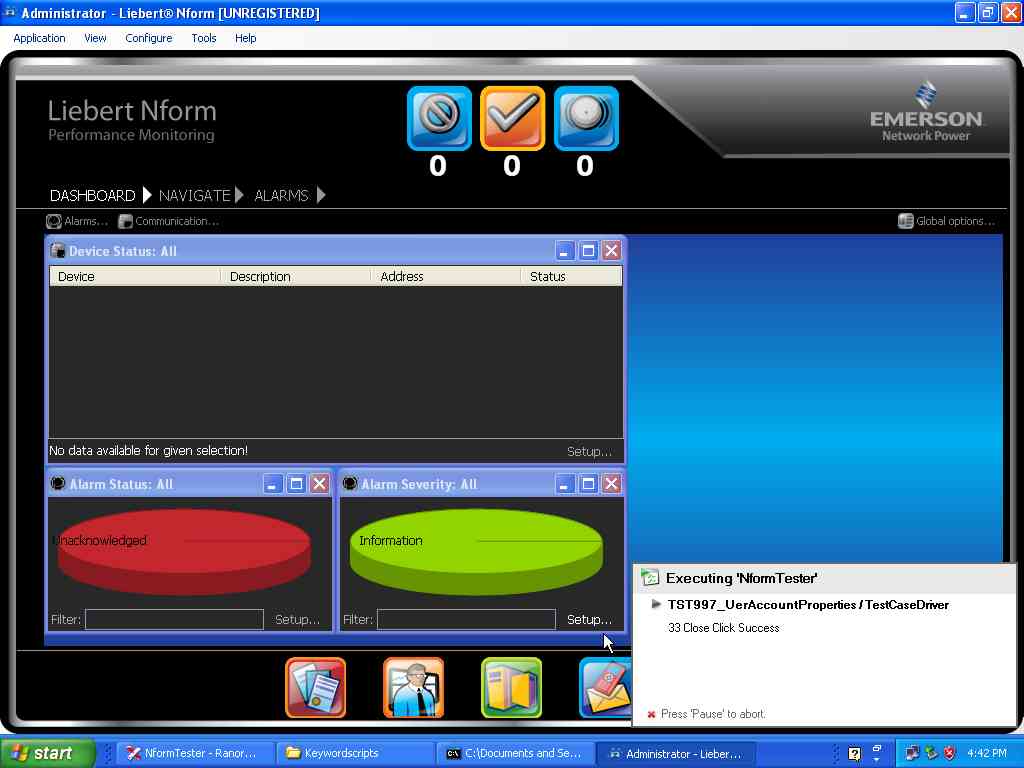 Administrator - Liebert® Nform [UNREGISTERED]
Application View Configure Tools Help
Liebert Nform
Performance Monitoring
0 0 0
EMERSON
Network Power
DASHBOARD NAVIGATE ALARMS
Alarms... Communication... Global options...
Device Status: All
Device Description Address Status
No data available for given selection! Setup...
Alarm Status: All Alarm Severity: All
Unacknowledged Information
Filter: Setup... Filter: Setup...
Executing 'NformTester'
TST997_UerAccountProperties / TestCaseDriver
33 Close Click Success
Press 'Pause' to abort.
start NformTester - Ranor... Keywordscripts C:\Documents and Se... Administrator - Lieber... 4:42 PM